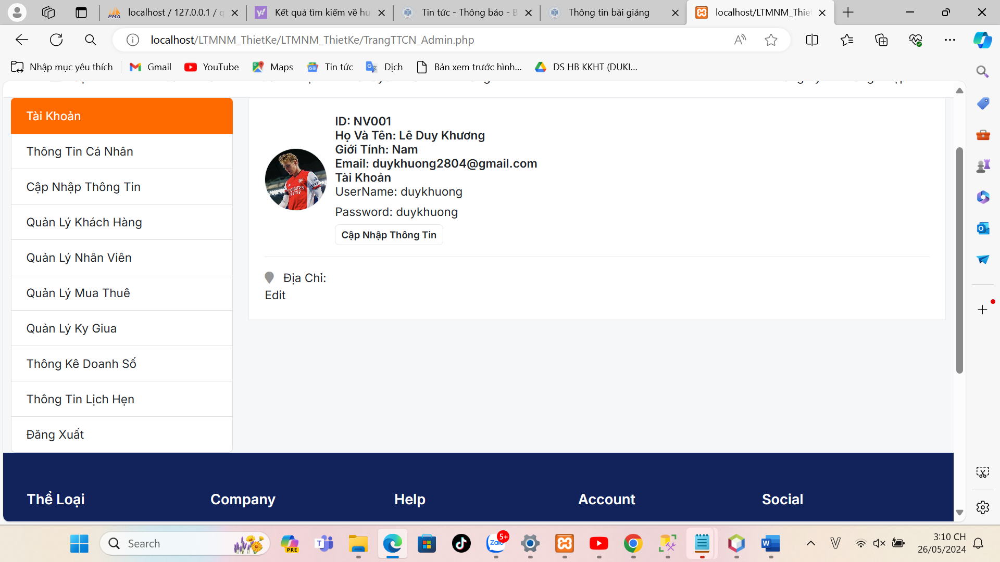 localhost / 127.0.0.1 / q
Kết quả tìm kiếm về hu
Tin tức - Thông báo - B
Thông tin bài giảng
localhost/LTMNM_Thiet
localhost/LTMNM_ThietKe/LTMNM_ThietKe/TrangTTCN_Admin.php
Nhập mục yêu thích
Gmail
YouTube
Maps
Tin tức
Dịch
Bản xem trước hình...
DS HB KKHT (DUKI...
Tài Khoản
Thông Tin Cá Nhân
Cập Nhập Thông Tin
Quản Lý Khách Hàng
Quản Lý Nhân Viên
Quản Lý Mua Thuê
Quản Lý Ky Giua
Thông Kê Doanh Số
Thông Tin Lịch Hẹn
Đăng Xuất
ID: NV001
Họ Và Tên: Lê Duy Khương
Giới Tính: Nam
Email: duykhuong2804@gmail.com
Tài Khoản
UserName: duykhuong
Password: duykhuong
Cập Nhập Thông Tin
Địa Chỉ:
Edit
Thể Loại
Company
Help
Account
Social
Search
PRE
Zalo
5+
3:10 CH
26/05/2024